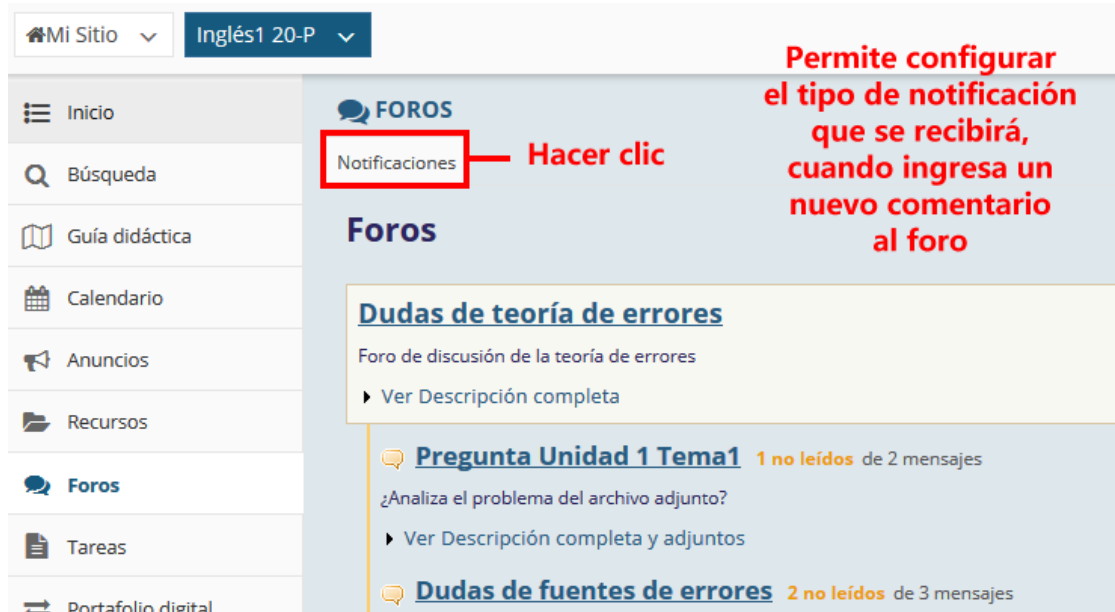 Mi Sitio
Inglés1 20-P
Permite configurar
el tipo de notificación
que se recibirá,
cuando ingresa un
nuevo comentario
al foro
Inicio
Búsqueda
Guía didáctica
Calendario
Anuncios
Recursos
Foros
Tareas
Portafolio digital
FOROS
Notificaciones
Hacer clic
Foros
Dudas de teoría de errores
Foro de discusión de la teoría de errores
Ver Descripción completa
Pregunta Unidad 1 Tema1 1 no leídos de 2 mensajes
¿Analiza el problema del archivo adjunto?
Ver Descripción completa y adjuntos
Dudas de fuentes de errores 2 no leídos de 3 mensajes